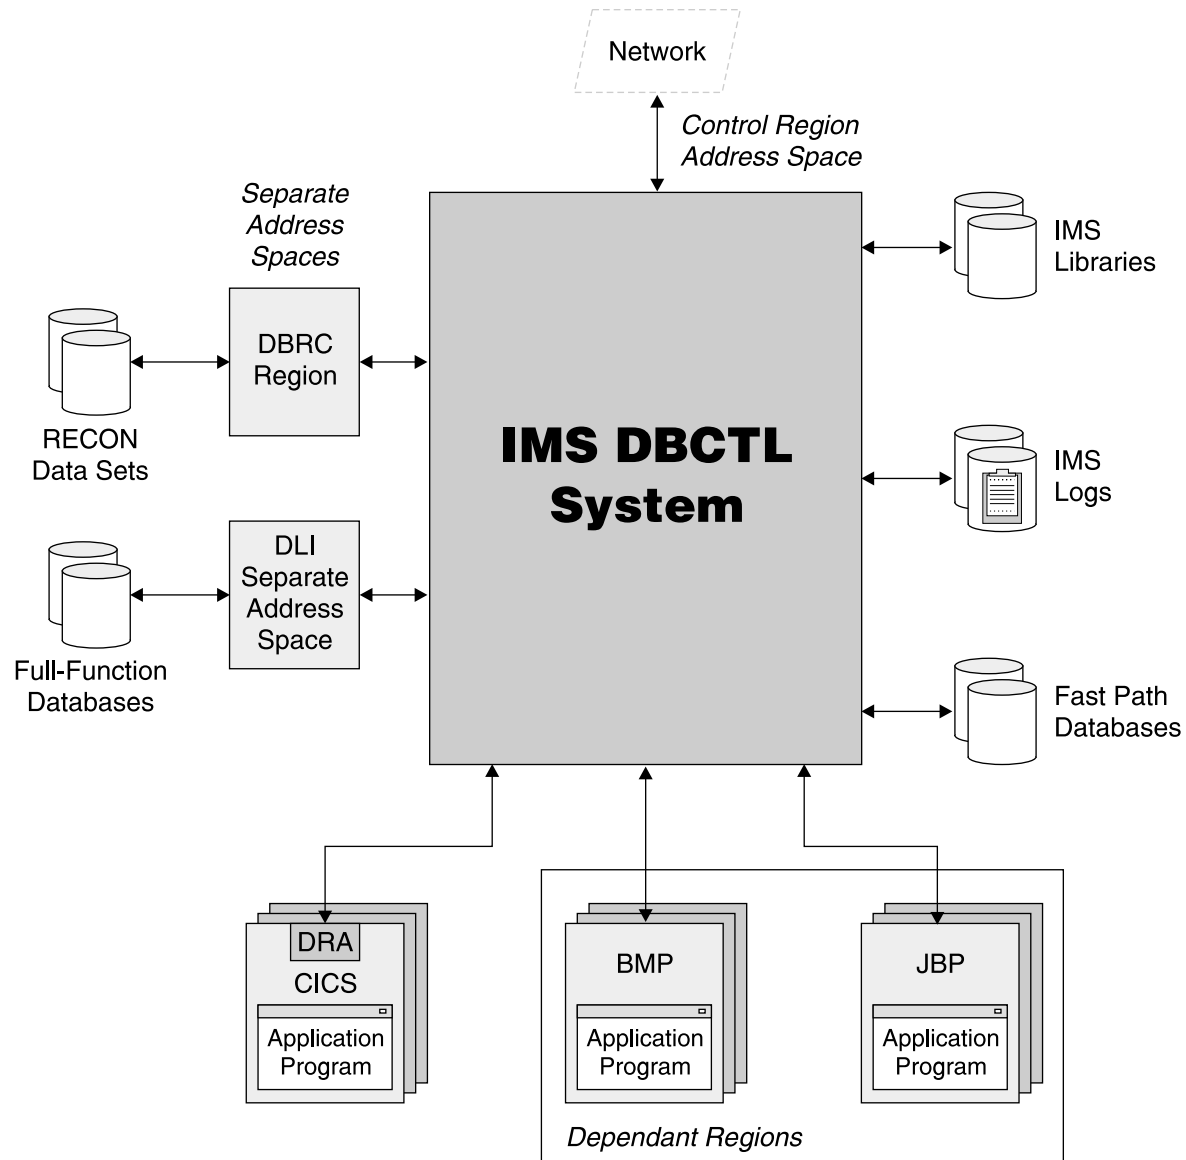 Network
Control Region
Address Space
Separate
Address
Spaces
IMS
Libraries
DBRC
Region
RECON
Data Sets
IMS DBCTL
System
IMS
Logs
DLI
Separate
Address
Space
Full-Function
Databases
Fast Path
Databases
DRA
CICS
Application
Program
BMP
Application
Program
JBP
Application
Program
Dependant Regions